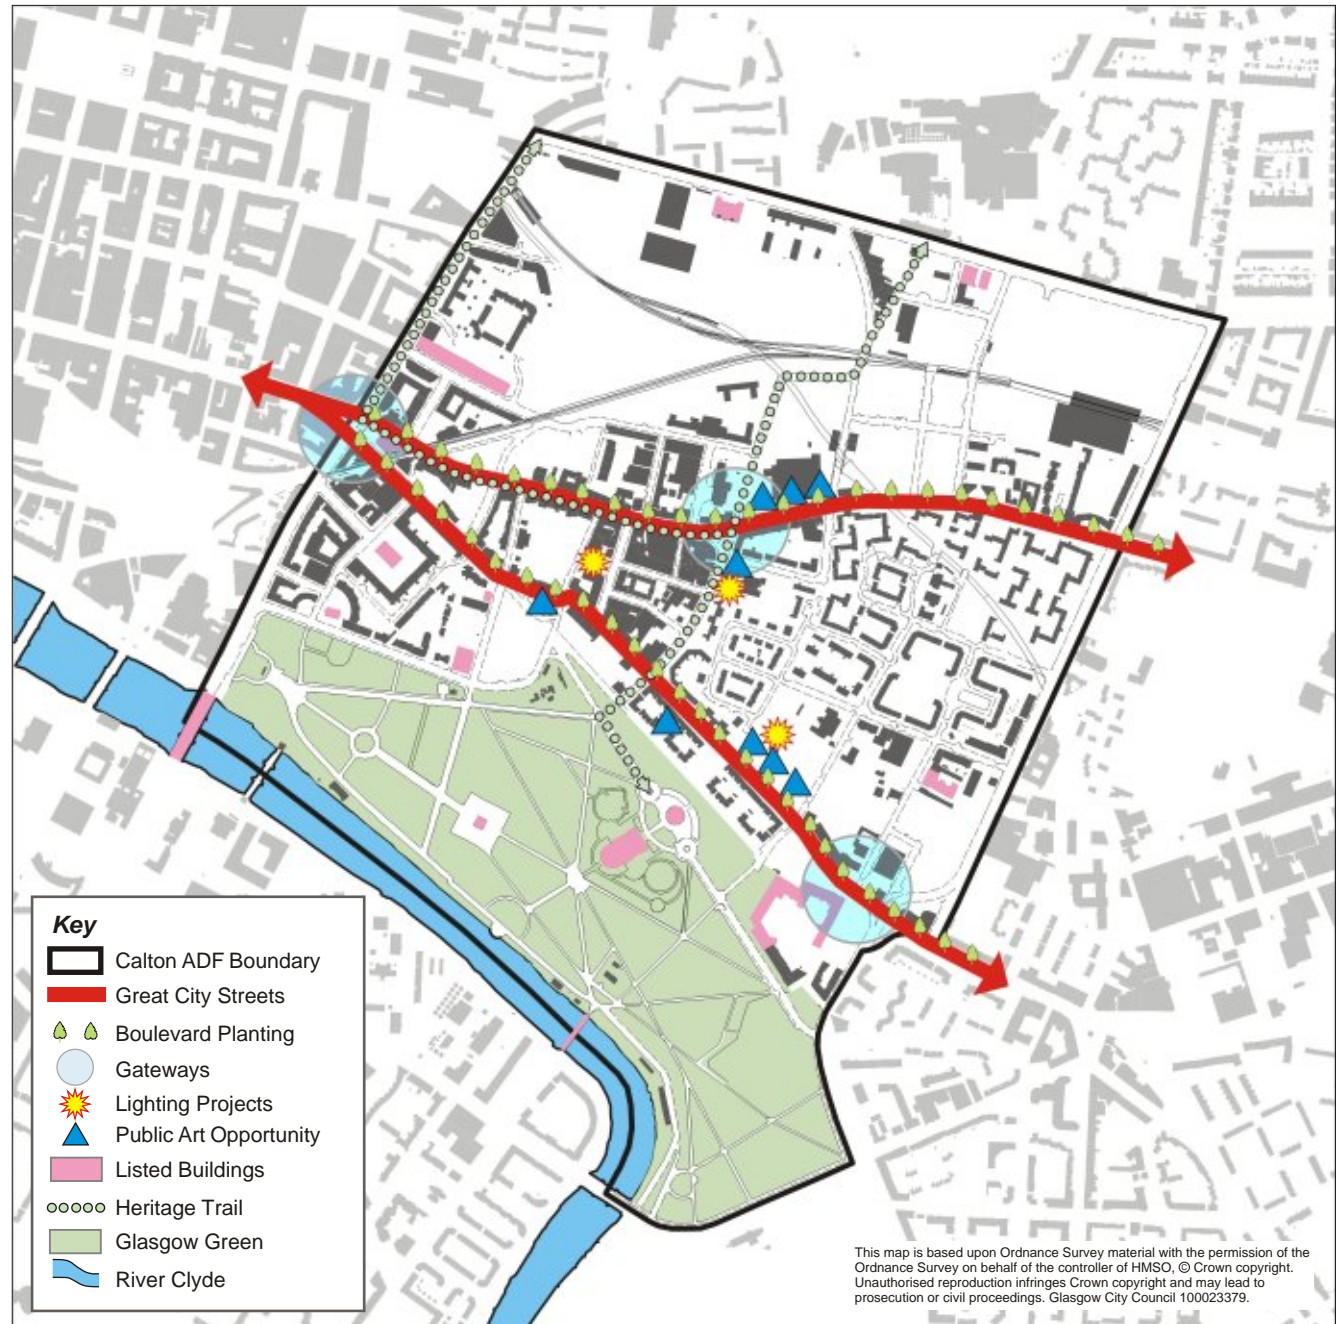 Key
Calton ADF Boundary
Great City Streets
Boulevard Planting
Gateways
Lighting Projects
Public Art Opportunity
Listed Buildings
Heritage Trail
Glasgow Green
River Clyde
This map is based upon Ordnance Survey material with the permission of the
Ordnance Survey on behalf of the controller of HMSO, © Crown copyright.
Unauthorised reproduction infringes Crown copyright and may lead to
prosecution or civil proceedings. Glasgow City Council 100023379.